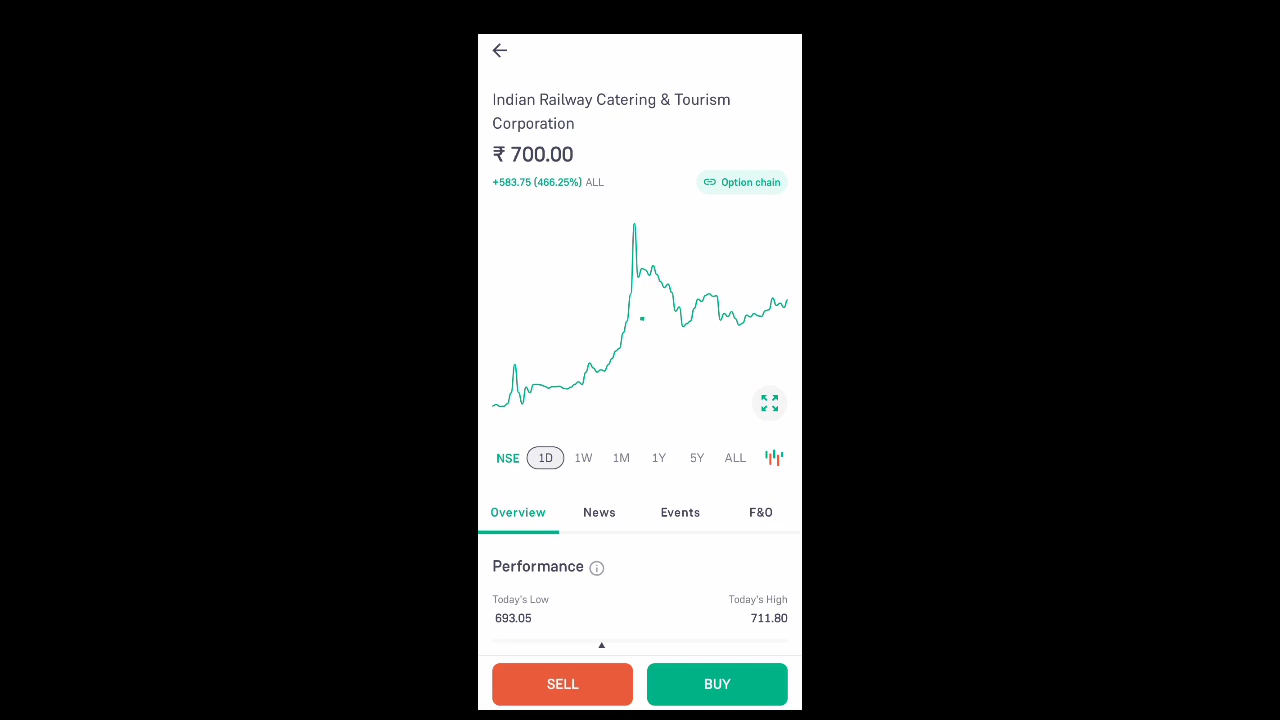 Indian Railway Catering & Tourism
Corporation
₹ 700.00
+583.75 (466.25%) ALL
Option chain
NSE 1D 1W 1M 1Y 5Y ALL
Overview News Events F&O
Performance
Today's Low Today's High
693.05 711.80
SELL BUY